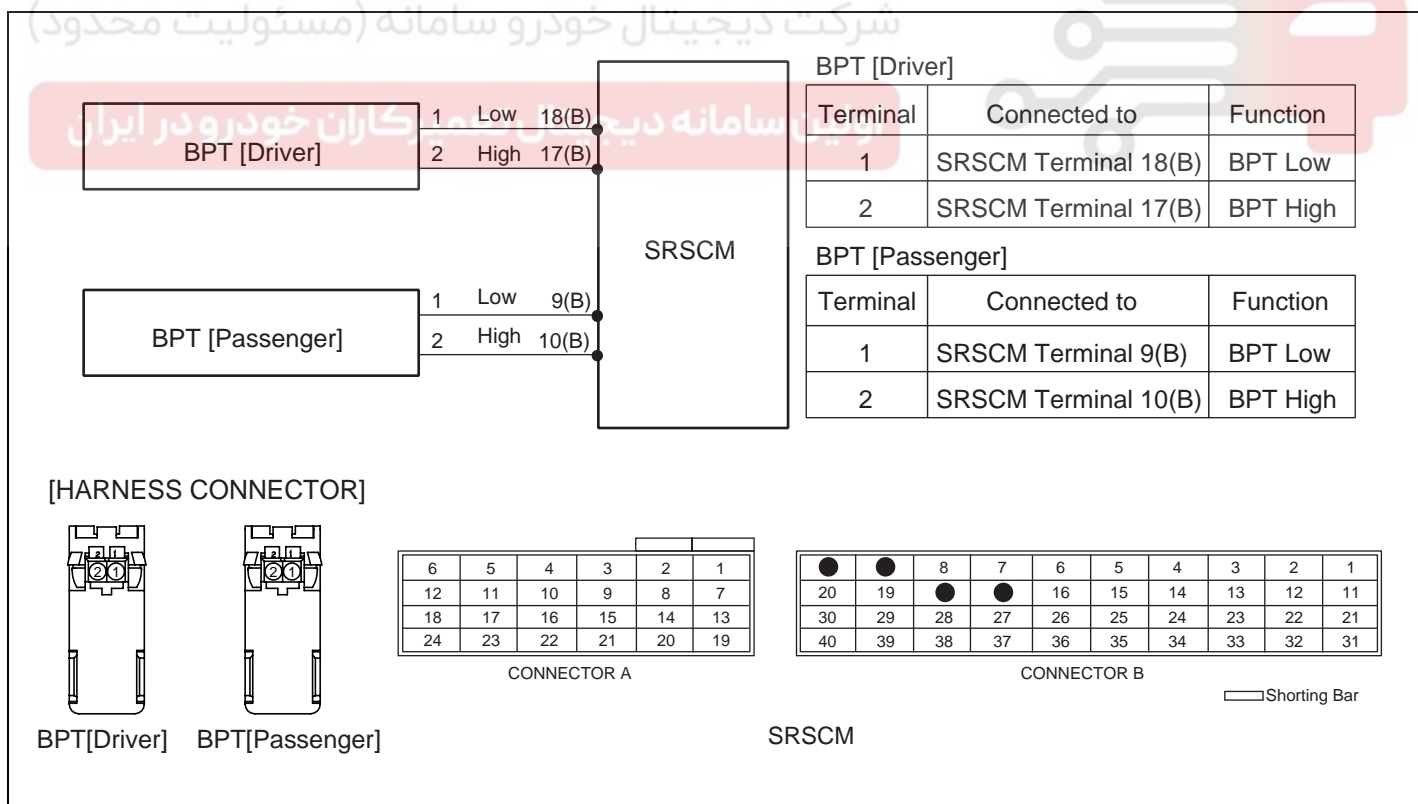 شرکت دیجیتال خودرو سامانه (مسئولیت محدود)
اولین سامانه دیجیتال تعمیرکاران خودرو در ایران
BPT [Driver]
1 Low 18(B)
2 High 17(B)
BPT [Passenger]
1 Low 9(B)
2 High 10(B)
SRSCM
BPT [Driver]
Terminal Connected to Function
1 SRSCM Terminal 18(B) BPT Low
2 SRSCM Terminal 17(B) BPT High
BPT [Passenger]
Terminal Connected to Function
1 SRSCM Terminal 9(B) BPT Low
2 SRSCM Terminal 10(B) BPT High
[HARNESS CONNECTOR]
2 1
2 1
BPT[Driver]
2 1
2 1
BPT[Passenger]
6 5 4 3 2 1
12 11 10 9 8 7
18 17 16 15 14 13
24 23 22 21 20 19
CONNECTOR A
8 7 6 5 4 3 2 1
20 19 16 15 14 13 12 11
30 29 28 27 26 25 24 23 22 21
40 39 38 37 36 35 34 33 32 31
CONNECTOR B
Shorting Bar
SRSCM